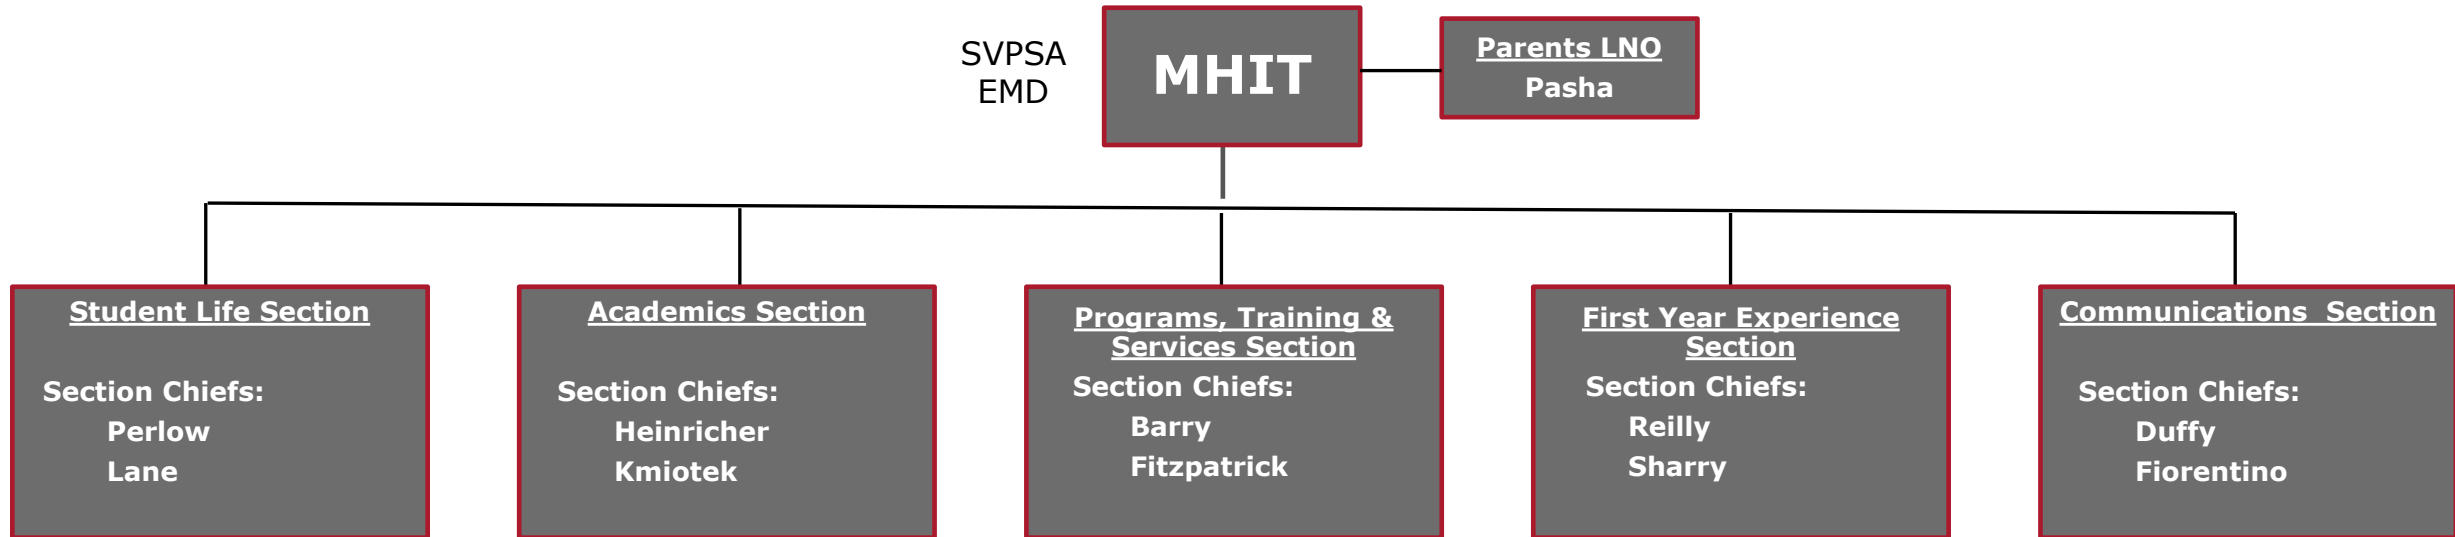 SVPSA
EMD
MHIT
Parents LNO
Pasha
Student Life Section
Section Chiefs:
Perlow
Lane
Academics Section
Section Chiefs:
Heinricher
Kmiotek
Programs, Training &
Services Section
Section Chiefs:
Barry
Fitzpatrick
First Year Experience
Section
Section Chiefs:
Reilly
Sharry
Communications  Section
Section Chiefs:
Duffy
Fiorentino